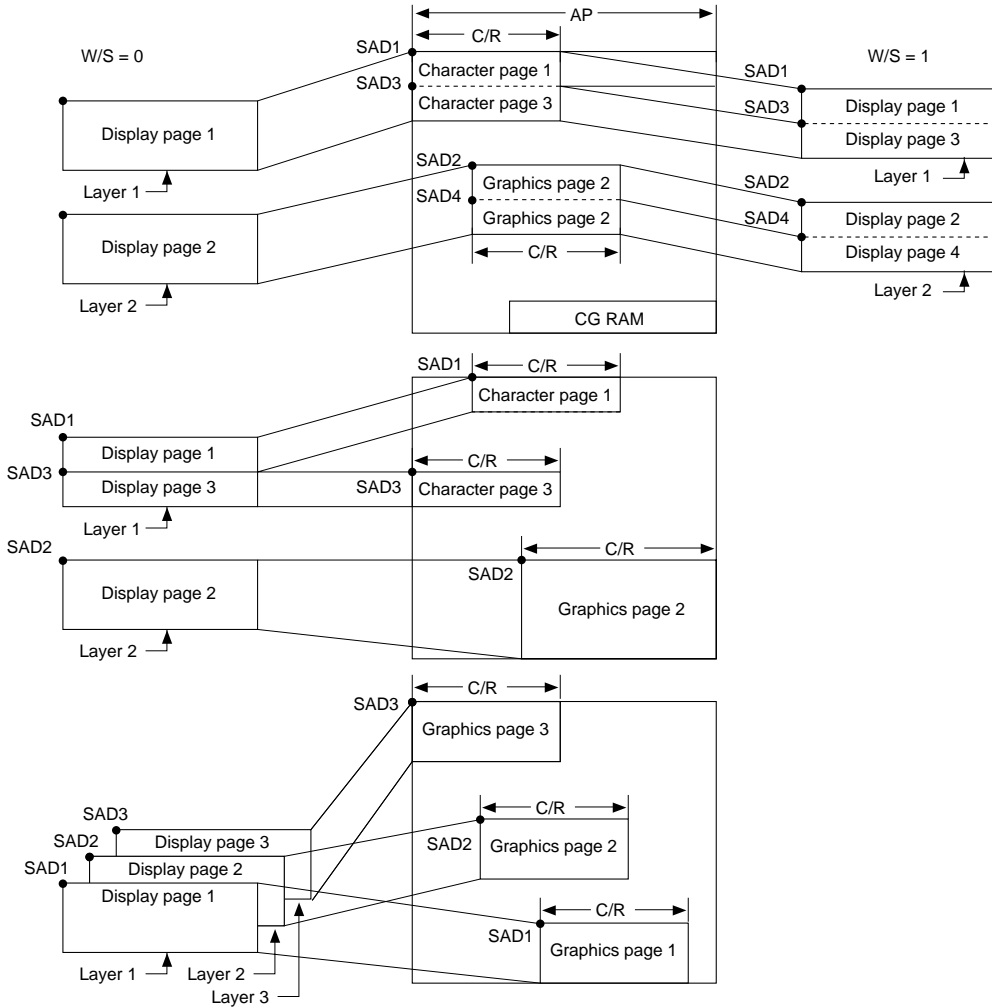 AP
C/R
W/S = 0
SAD1
W/S = 1
Character page 1
SAD1
SAD3
Character page 3
SAD3
Display page 1
Display page 1
Display page 3
Layer 1
Layer 1
SAD2
Graphics page 2
SAD2
SAD4
Graphics page 2
SAD4
Display page 2
Display page 2
Display page 4
C/R
Layer 2
Layer 2
CG RAM
SAD1
C/R
Character page 1
SAD1
Display page 1
SAD3
C/R
Display page 3
SAD3
Character page 3
Layer 1
SAD2
C/R
SAD2
Display page 2
Graphics page 2
Layer 2
C/R
SAD3
Graphics page 3
SAD3
C/R
Display page 3
SAD2
SAD2
Graphics page 2
Display page 2
SAD1
Display page 1
C/R
SAD1
Graphics page 1
Layer 1
Layer 2
Layer 3